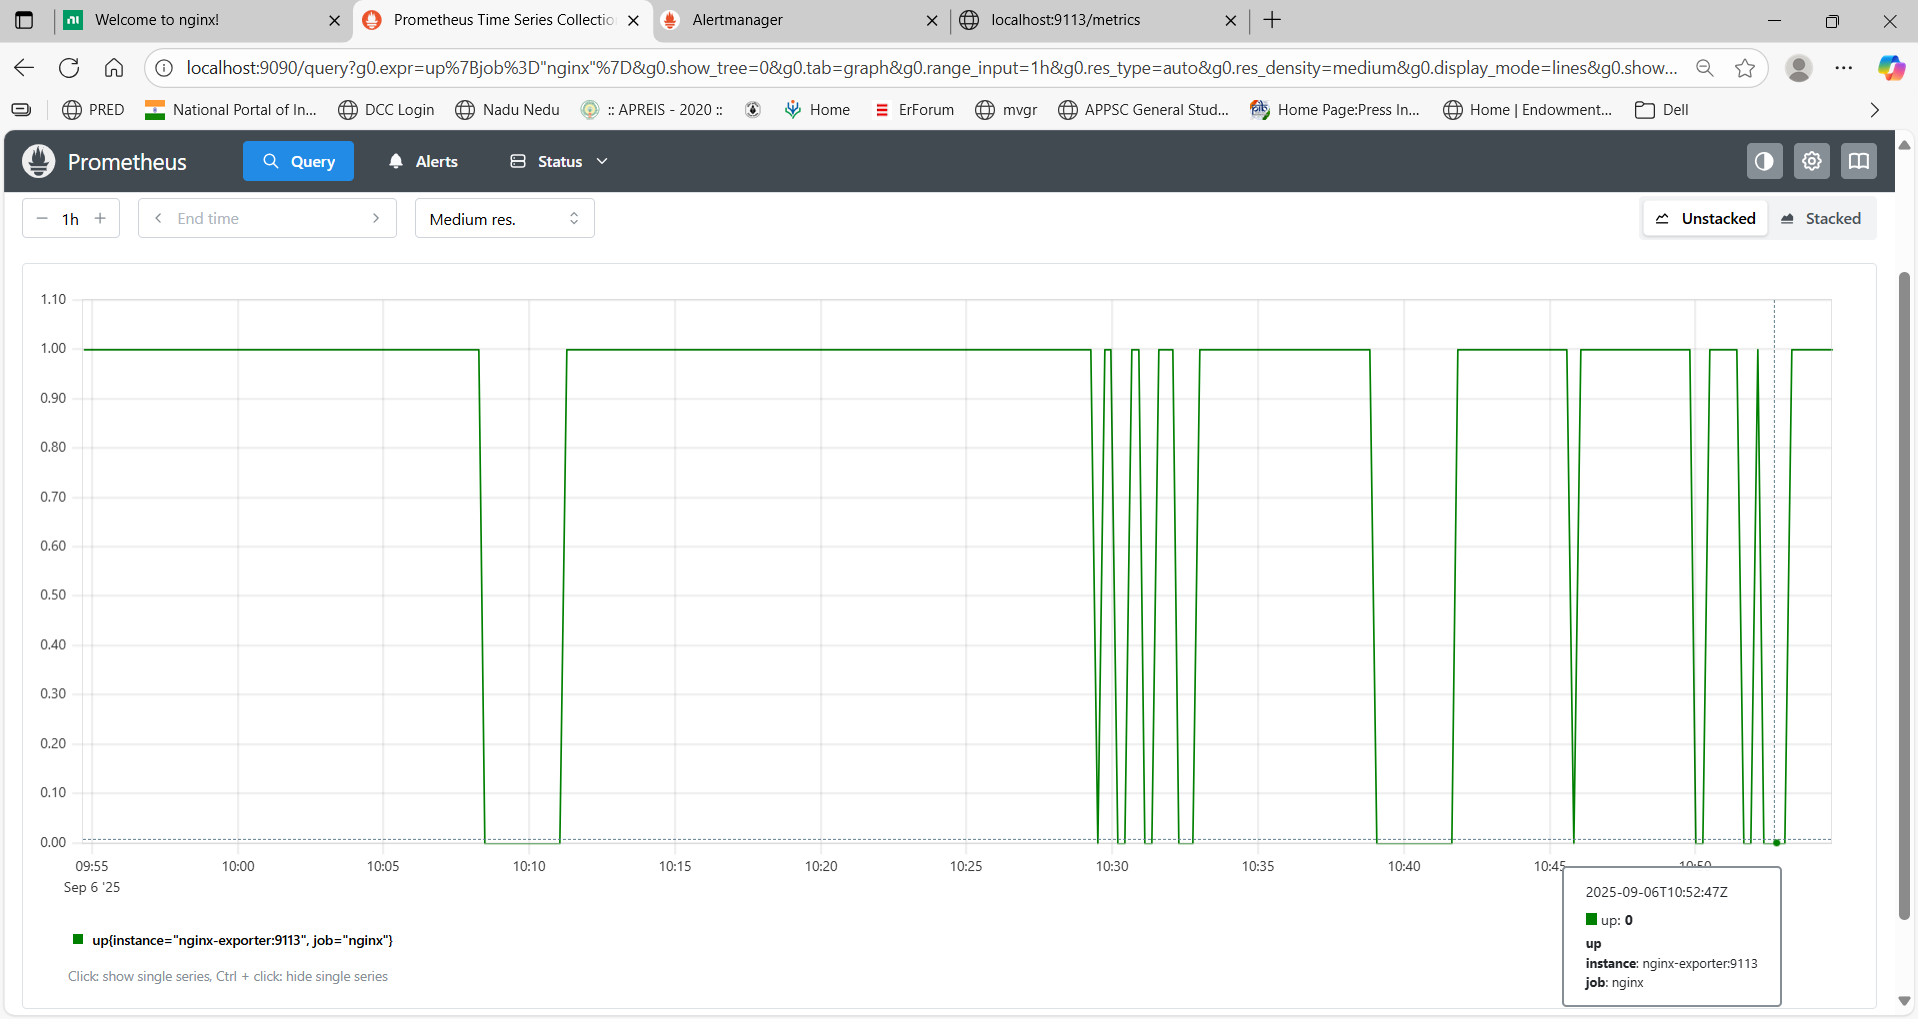 Welcome to nginx!
Prometheus Time Series Collectio
Alertmanager
localhost:9113/metrics
localhost:9090/query?g0.expr=up%7Bjob%3D"nginx"%7D&g0.show_tree=0&g0.tab=graph&g0.range_input=1h&g0.res_type=auto&g0.res_density=medium&g0.display_mode=lines&g0.show...
PRED
National Portal of In...
DCC Login
Nadu Nedu
:: APREIS - 2020 ::
Home
ErForum
mvgr
APPSC General Stud...
Home Page:Press In...
Home | Endowment...
Dell
Prometheus
Query
Alerts
Status
1h
End time
Medium res.
Unstacked
Stacked
1.10
1.00
0.90
0.80
0.70
0.60
0.50
0.40
0.30
0.20
0.10
0.00
09:55
10:00
10:05
10:10
10:15
10:20
10:25
10:30
10:35
10:40
10:45
10:50
Sep 6 '25
2025-09-06T10:52:47Z
up: 0
up
instance: nginx-exporter:9113
job: nginx
up{instance="nginx-exporter:9113", job="nginx"}
Click: show single series, Ctrl + click: hide single series